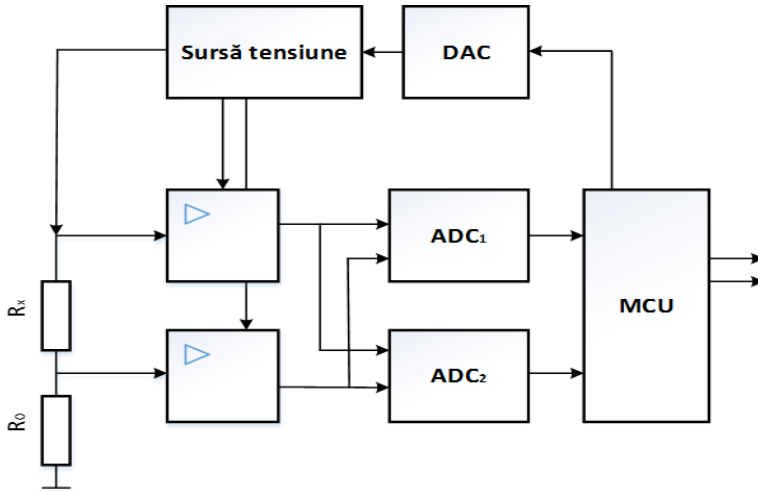 Sursă tensiune
DAC
ADC₁
ADC₂
MCU
Rₓ
R₀